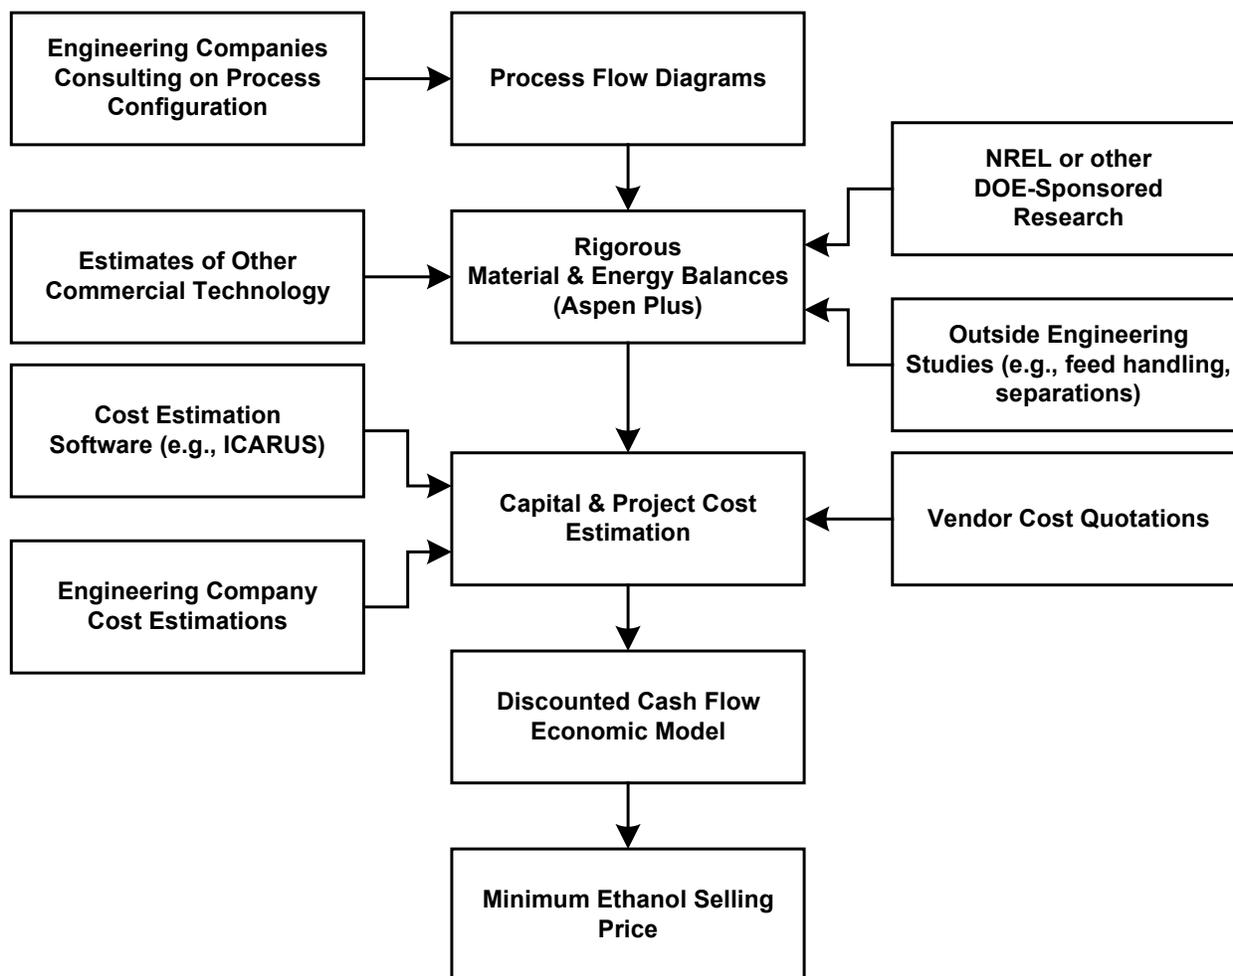 Engineering Companies
Consulting on Process
Configuration
Process Flow Diagrams
NREL or other
DOE-Sponsored
Research
Estimates of Other
Commercial Technology
Rigorous
Material & Energy Balances
(Aspen Plus)
Outside Engineering
Studies (e.g., feed handling,
separations)
Cost Estimation
Software (e.g., ICARUS)
Capital & Project Cost
Estimation
Vendor Cost Quotations
Engineering Company
Cost Estimations
Discounted Cash Flow
Economic Model
Minimum Ethanol Selling
Price